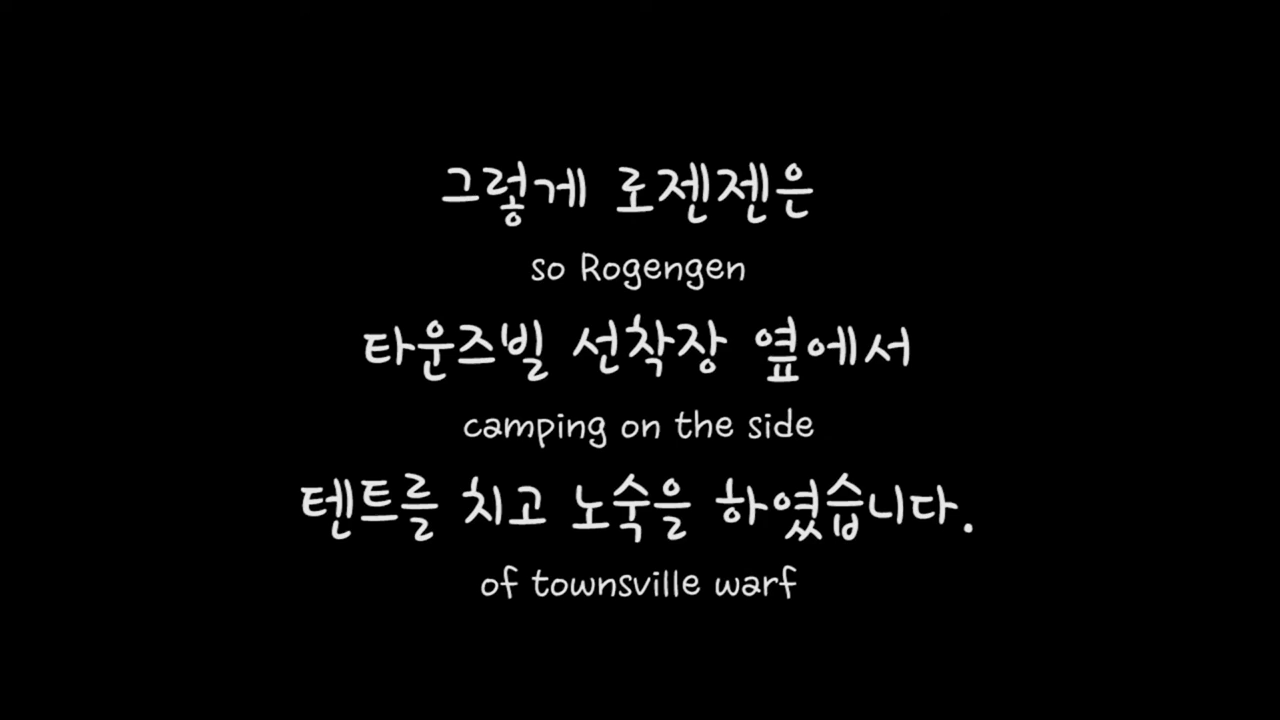 그렇게 로젠젠은
so Rogengen
타운즈빌 선착장 옆에서
camping on the side
텐트를 치고 노숙을 하였습니다.
of townsville warf